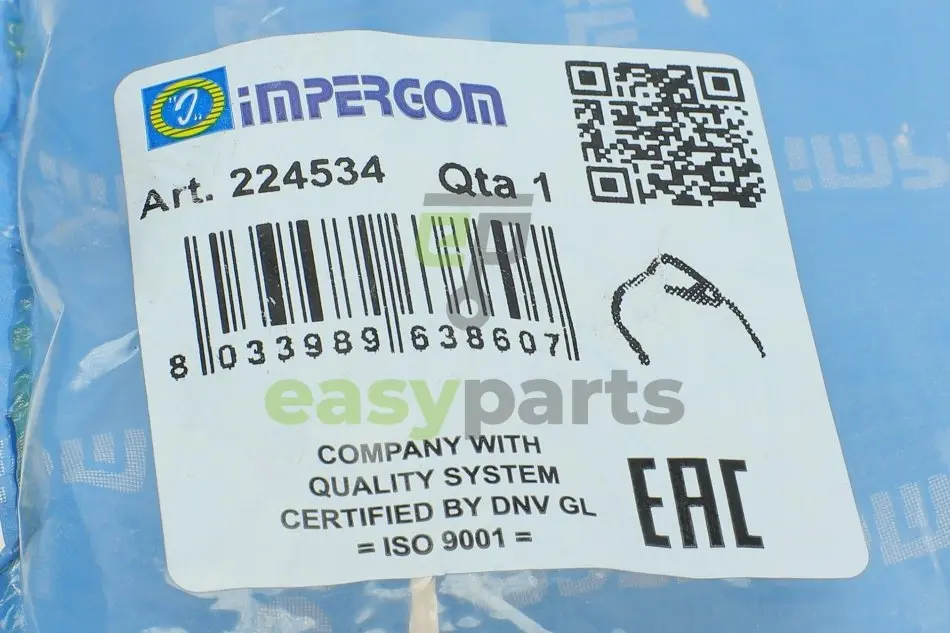 IMPERGOM
Art. 224534 Qta 1
8 033989 638607
ep
easyparts
COMPANY WITH
QUALITY SYSTEM
CERTIFIED BY DNV GL
= ISO 9001 =
EAC